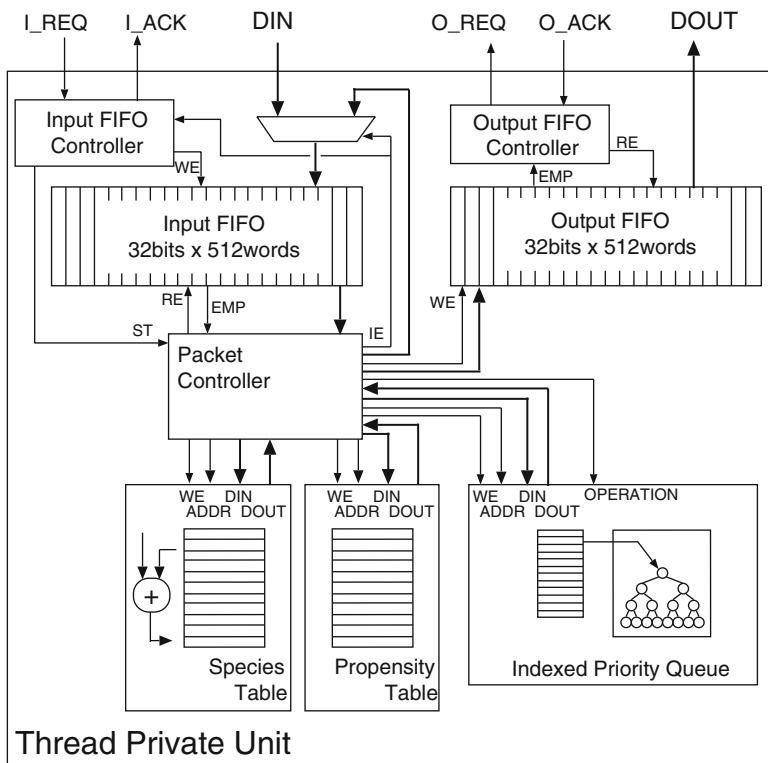 I_REQ I_ACK DIN O_REQ O_ACK DOUT
Input FIFO
Controller
Output FIFO
Controller
WE
RE
EMP
Input FIFO
32bits x 512words
Output FIFO
32bits x 512words
RE
EMP
WE
ST
IE
Packet
Controller
WE DIN
ADDR DOUT
WE DIN
ADDR DOUT
WE DIN OPERATION
ADDR DOUT
+
Species
Table
Propensity
Table
Indexed Priority Queue
Thread Private Unit